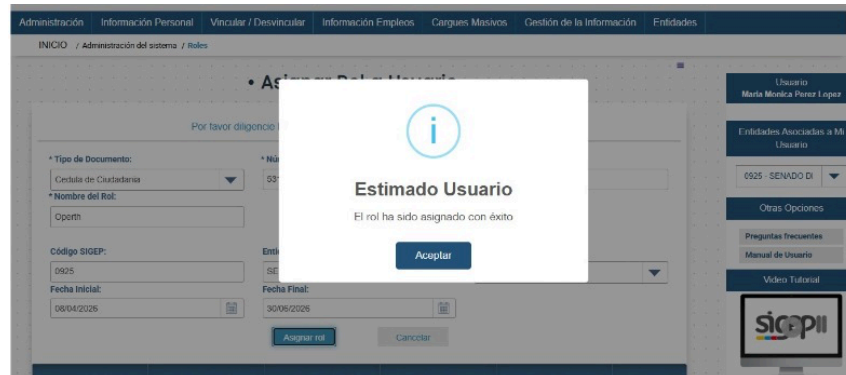 Administración Información Personal Vincular / Desvincular Información Empleos Cargues Masivos Gestión de la Información Entidades
INICIO / Administración del sistema / Roles
Usuario
Maria Monica Perez Lopez
Por favor diligencie
Entidades Asociadas a Mi
Usuario
* Tipo de Documento:
Cedula de Ciudadania
0925 - SENADO DI
* Nombre del Rol:
Operth
Estimado Usuario
El rol ha sido asignado con éxito
Aceptar
Otras Opciones
Preguntas frecuentes
Manual de Usuario
Código SIGEP:
0925
SE
Video Tutorial
Fecha Inicial:
Fecha Final:
08/04/2026
30/06/2026
Asignar rol
Cancelar
sigepII